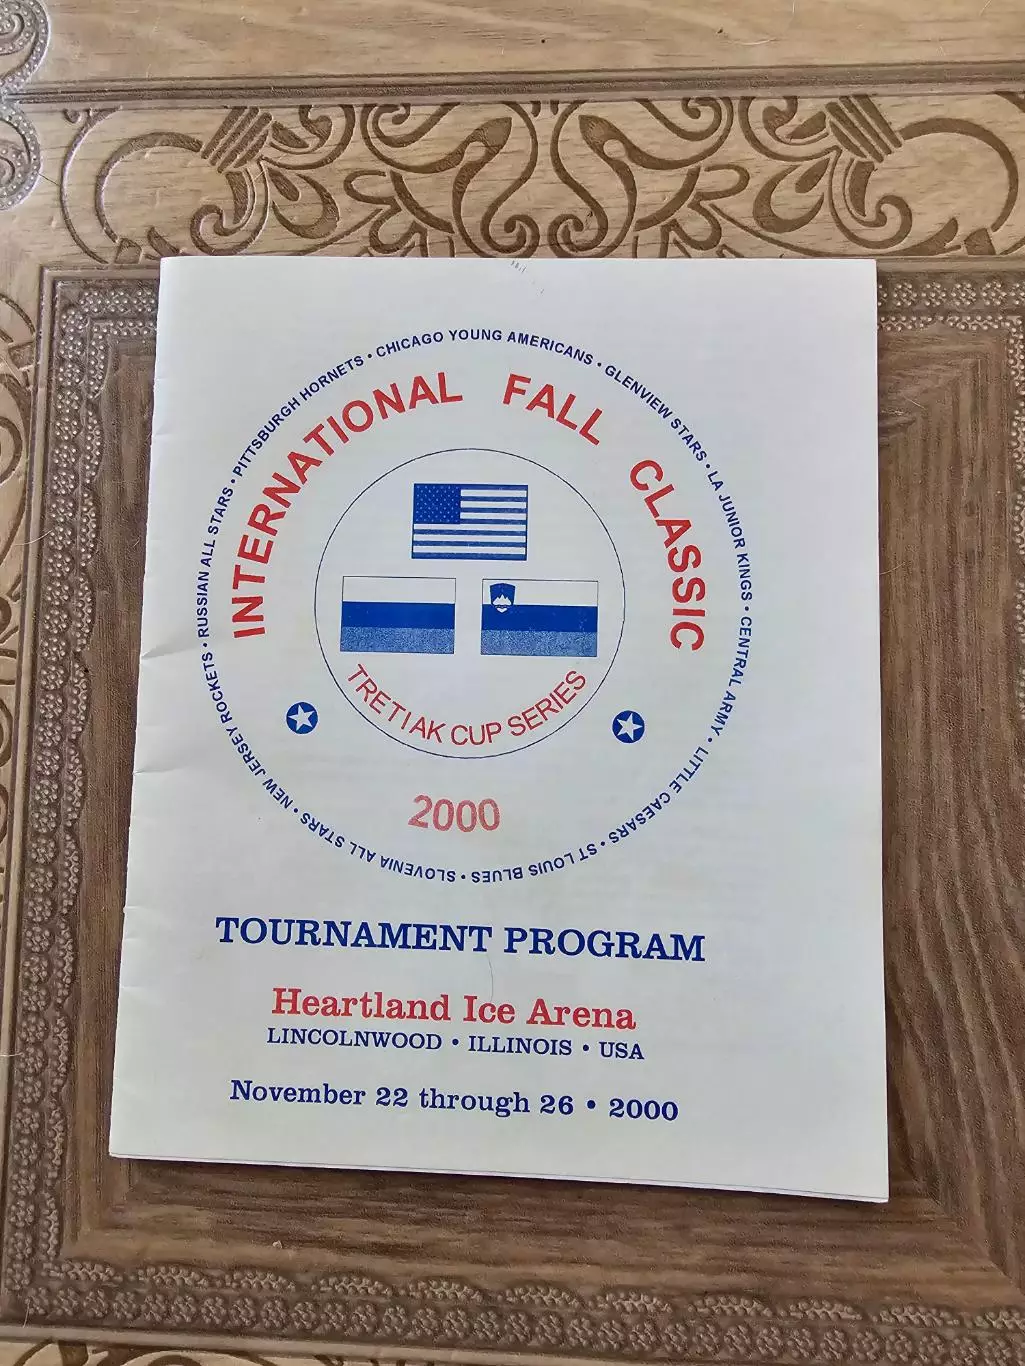 PITTSBURGH HORNETS • CHICAGO YOUNG AMERICANS • GLENVIEW STARS • LA JUNIOR KINGS • CENTRAL ARMY • LITTLE CAESARS • ST LOUIS BLUES • SLOVENIA ALL STARS • NEW JERSEY ROCKETS • RUSSIAN ALL STARS •
INTERNATIONAL FALL CLASSIC
TRETIAK CUP SERIES
2000
TOURNAMENT PROGRAM
Heartland Ice Arena
LINCOLNWOOD • ILLINOIS • USA
November 22 through 26 • 2000